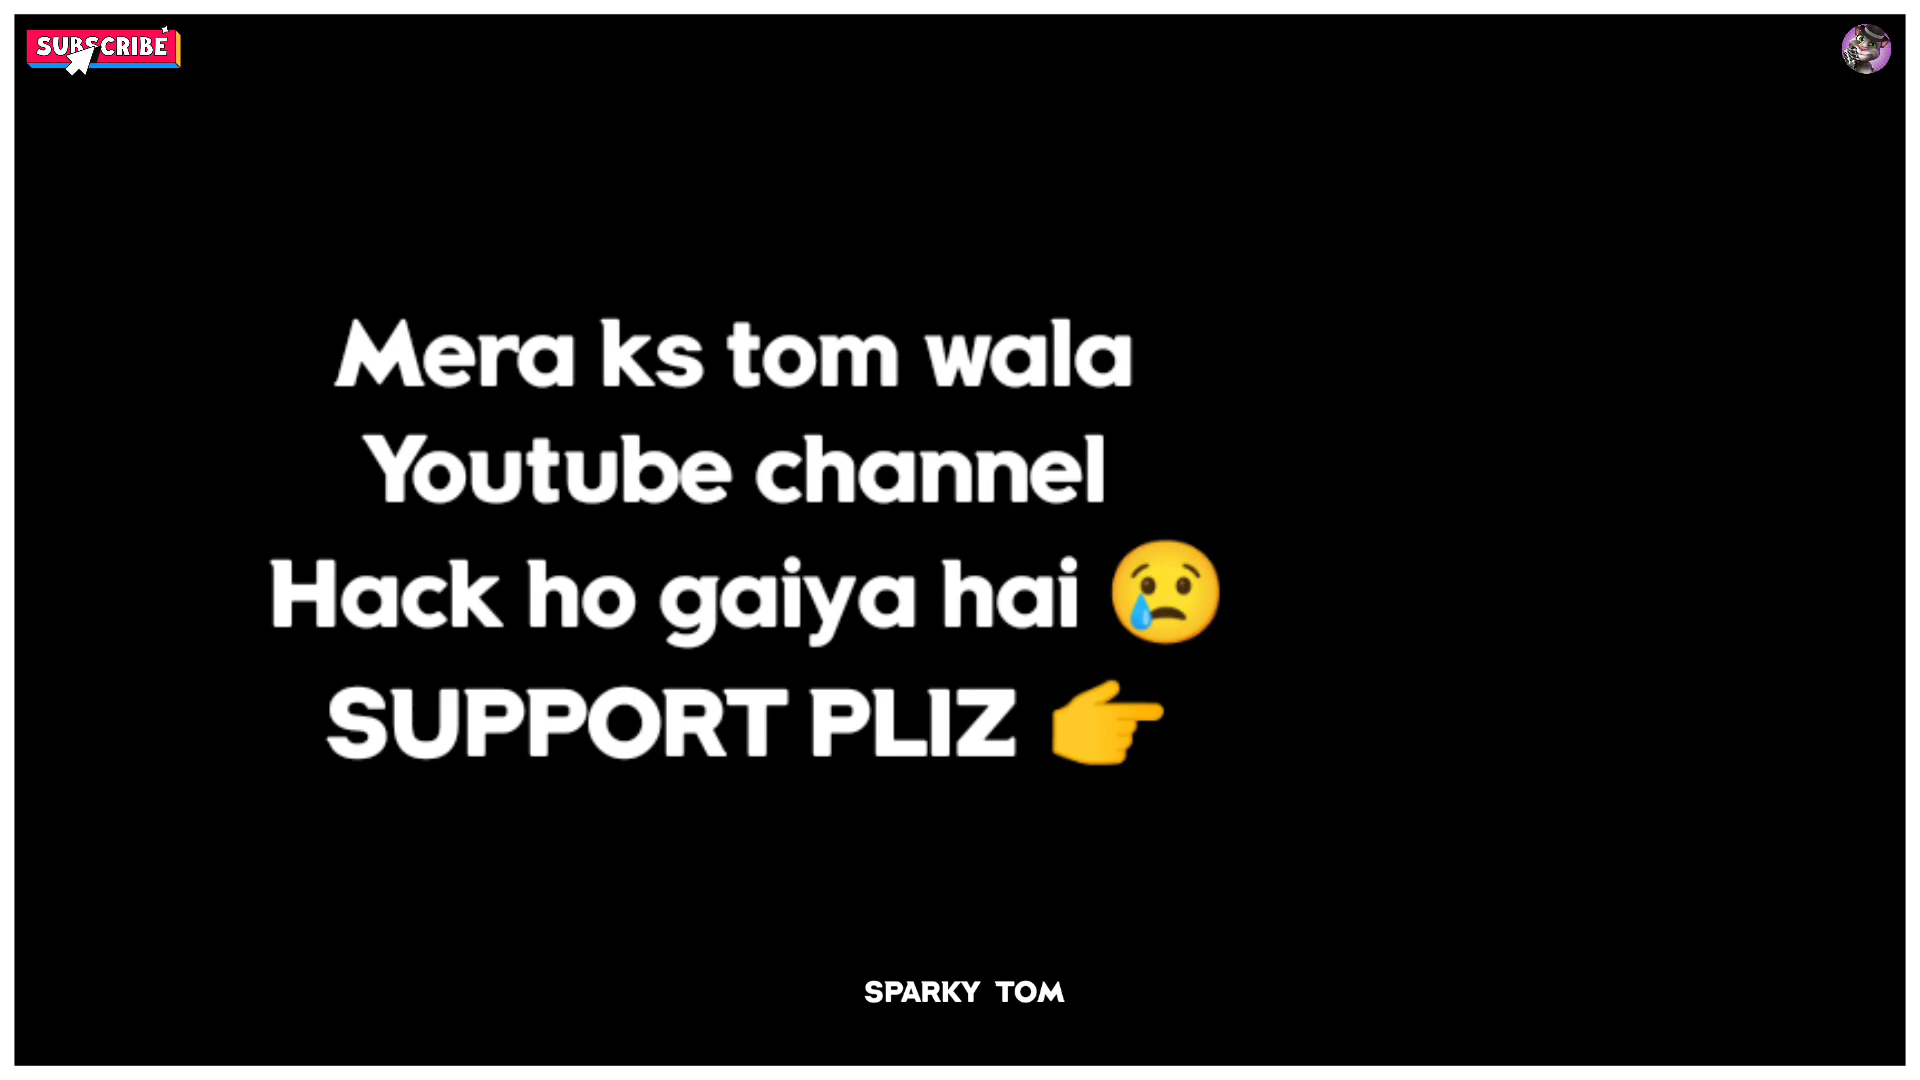 SUBSCRIBE
Mera ks tom wala
Youtube channel
Hack ho gaiya hai 😢
SUPPORT PLIZ 👉
SPARKY TOM